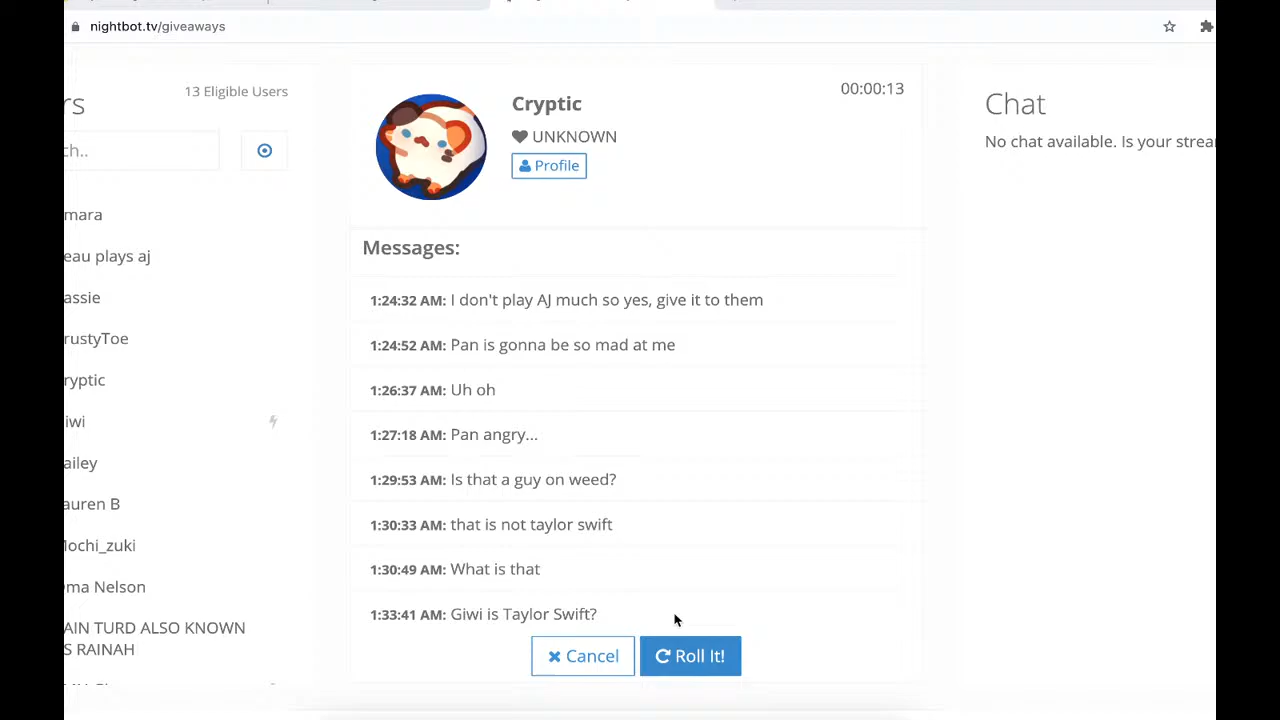 nightbot.tv/giveaways
rs
13 Eligible Users
ch..
mara
eau plays aj
assie
rustyToe
ryptic
iwi
ailey
auren B
Mochi_zuki
ma Nelson
AIN TURD ALSO KNOWN
S RAINAH
Cryptic
UNKNOWN
Profile
00:00:13
Messages:
1:24:32 AM: I don't play AJ much so yes, give it to them
1:24:52 AM: Pan is gonna be so mad at me
1:26:37 AM: Uh oh
1:27:18 AM: Pan angry...
1:29:53 AM: Is that a guy on weed?
1:30:33 AM: that is not taylor swift
1:30:49 AM: What is that
1:33:41 AM: Giwi is Taylor Swift?
Cancel
Roll It!
Chat
No chat available. Is your strear